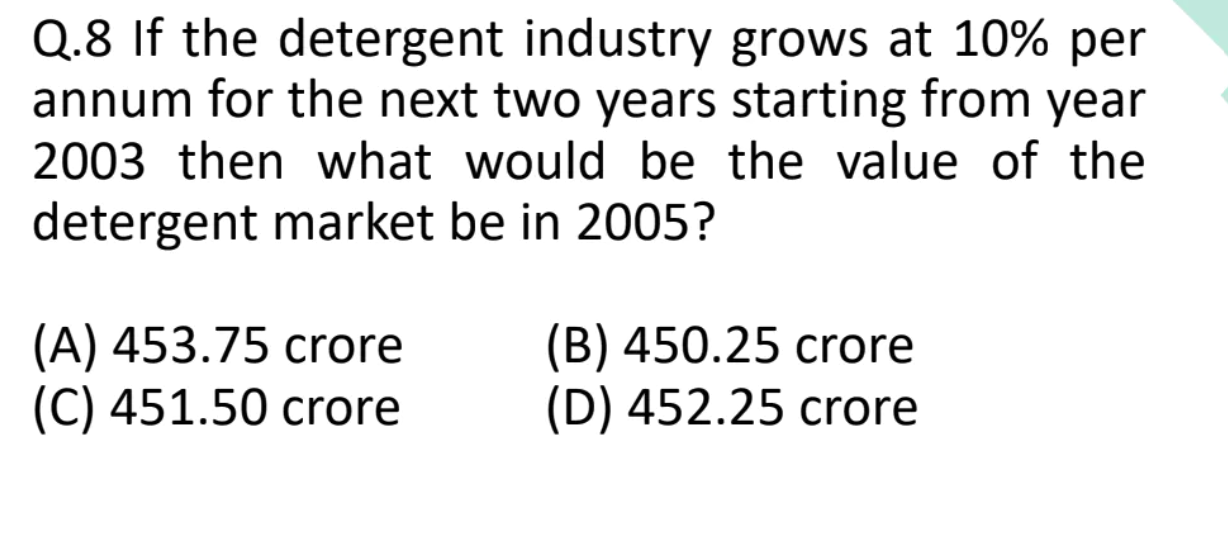 Q.8 If the detergent industry grows at 10% per
annum for the next two years starting from year
2003 then what would be the value of the
detergent market be in 2005?
(A) 453.75 crore (B) 450.25 crore
(C) 451.50 crore (D) 452.25 crore